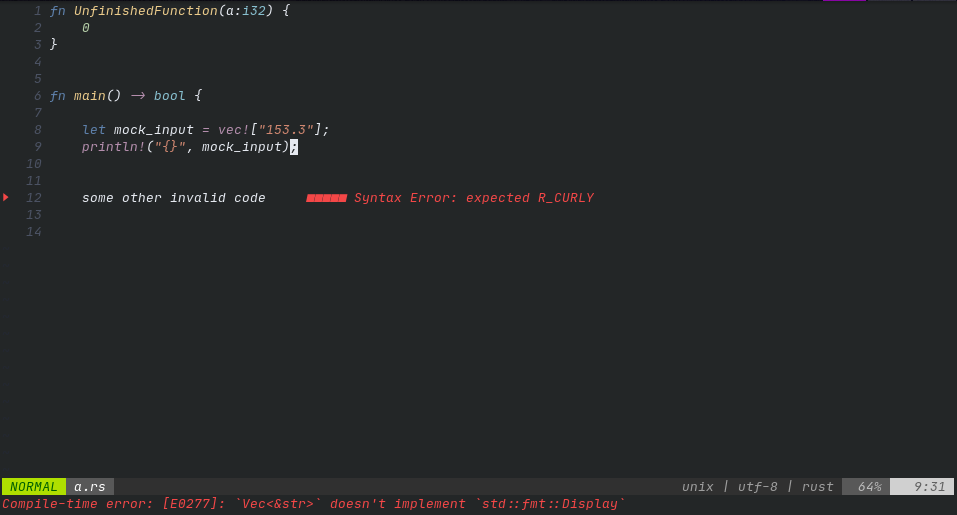 1 fn UnfinishedFunction(a:i32) {
2     0
3 }
4
5
6 fn main() -> bool {
7
8     let mock_input = vec!["153.3"];
9     println!("{}", mock_input);
10
11
12     some other invalid code     ■■■■■ Syntax Error: expected R_CURLY
13
14
NORMAL a.rs unix | utf-8 | rust 64% 9:31
Compile-time error: [E0277]: `Vec<&str>` doesn't implement `std::fmt::Display`